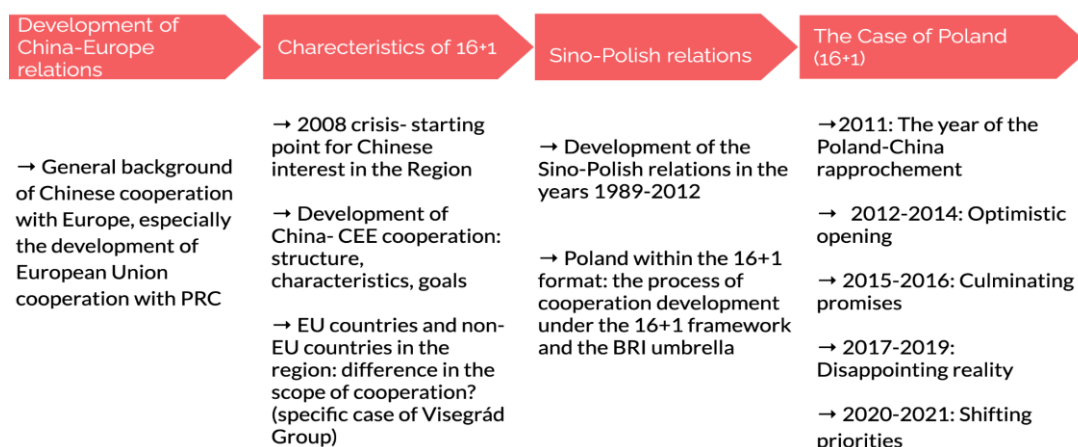 Development of
China-Europe
relations
→ General background
of Chinese cooperation
with Europe, especially
the development of
European Union
cooperation with PRC
Charecteristics of 16+1
→ 2008 crisis- starting
point for Chinese
interest in the Region
→ Development of
China- CEE cooperation:
structure,
characteristics, goals
→ EU countries and non-
EU countries in the
region: difference in the
scope of cooperation?
(specific case of Visegrád
Group)
Sino-Polish relations
→ Development of the
Sino-Polish relations in the
years 1989-2012
→ Poland within the 16+1
format: the process of
cooperation development
under the 16+1 framework
and the BRI umbrella
The Case of Poland
(16+1)
→2011: The year of the
Poland-China
rapprochement
→ 2012-2014: Optimistic
opening
→ 2015-2016: Culminating
promises
→ 2017-2019:
Disappointing reality
→ 2020-2021: Shifting
priorities